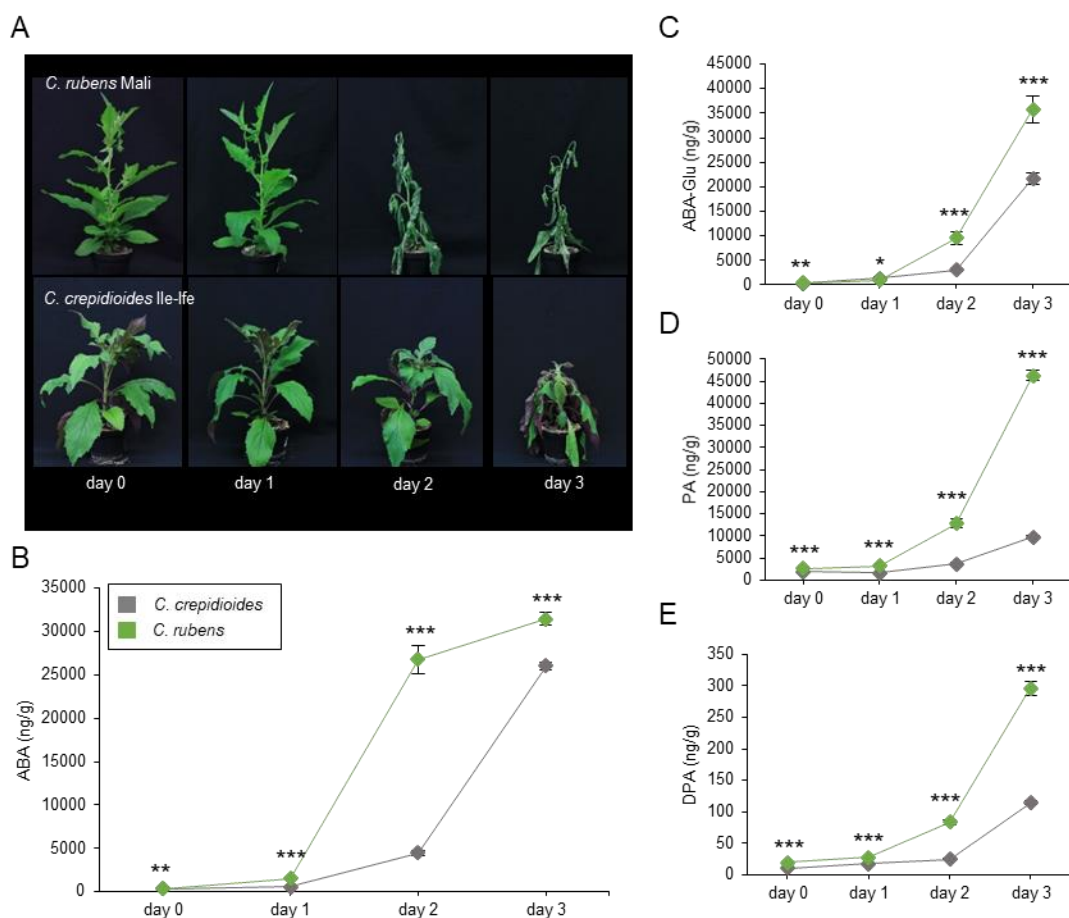 A
C. rubens Mali
C. crepidioides Ile-Ife
day 0 day 1 day 2 day 3
B
35000
30000
25000
20000
15000
10000
5000
0
ABA (ng/g)
C. crepidioides
C. rubens
** *** *** ***
day 0 day 1 day 2 day 3
C
45000
40000
35000
30000
25000
20000
15000
10000
5000
0
ABA-Glu (ng/g)
** * *** ***
day 0 day 1 day 2 day 3
D
50000
45000
40000
35000
30000
25000
20000
15000
10000
5000
0
PA (ng/g)
*** *** *** ***
day 0 day 1 day 2 day 3
E
300
250
200
150
100
50
0
DPA (ng/g)
*** *** *** ***
day 0 day 1 day 2 day 3